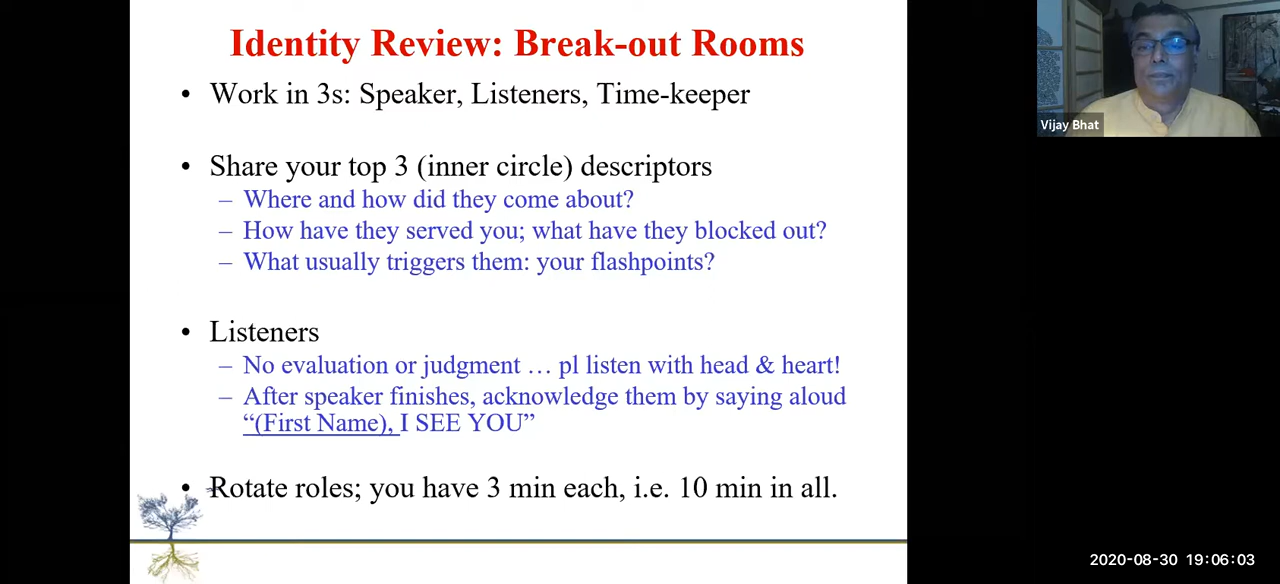 Identity Review: Break-out Rooms
• Work in 3s: Speaker, Listeners, Time-keeper
• Share your top 3 (inner circle) descriptors
– Where and how did they come about?
– How have they served you; what have they blocked out?
– What usually triggers them: your flashpoints?
• Listeners
– No evaluation or judgment … pl listen with head & heart!
– After speaker finishes, acknowledge them by saying aloud
“(First Name), I SEE YOU”
• Rotate roles; you have 3 min each, i.e. 10 min in all.
Vijay Bhat
2020-08-30 19:06:03